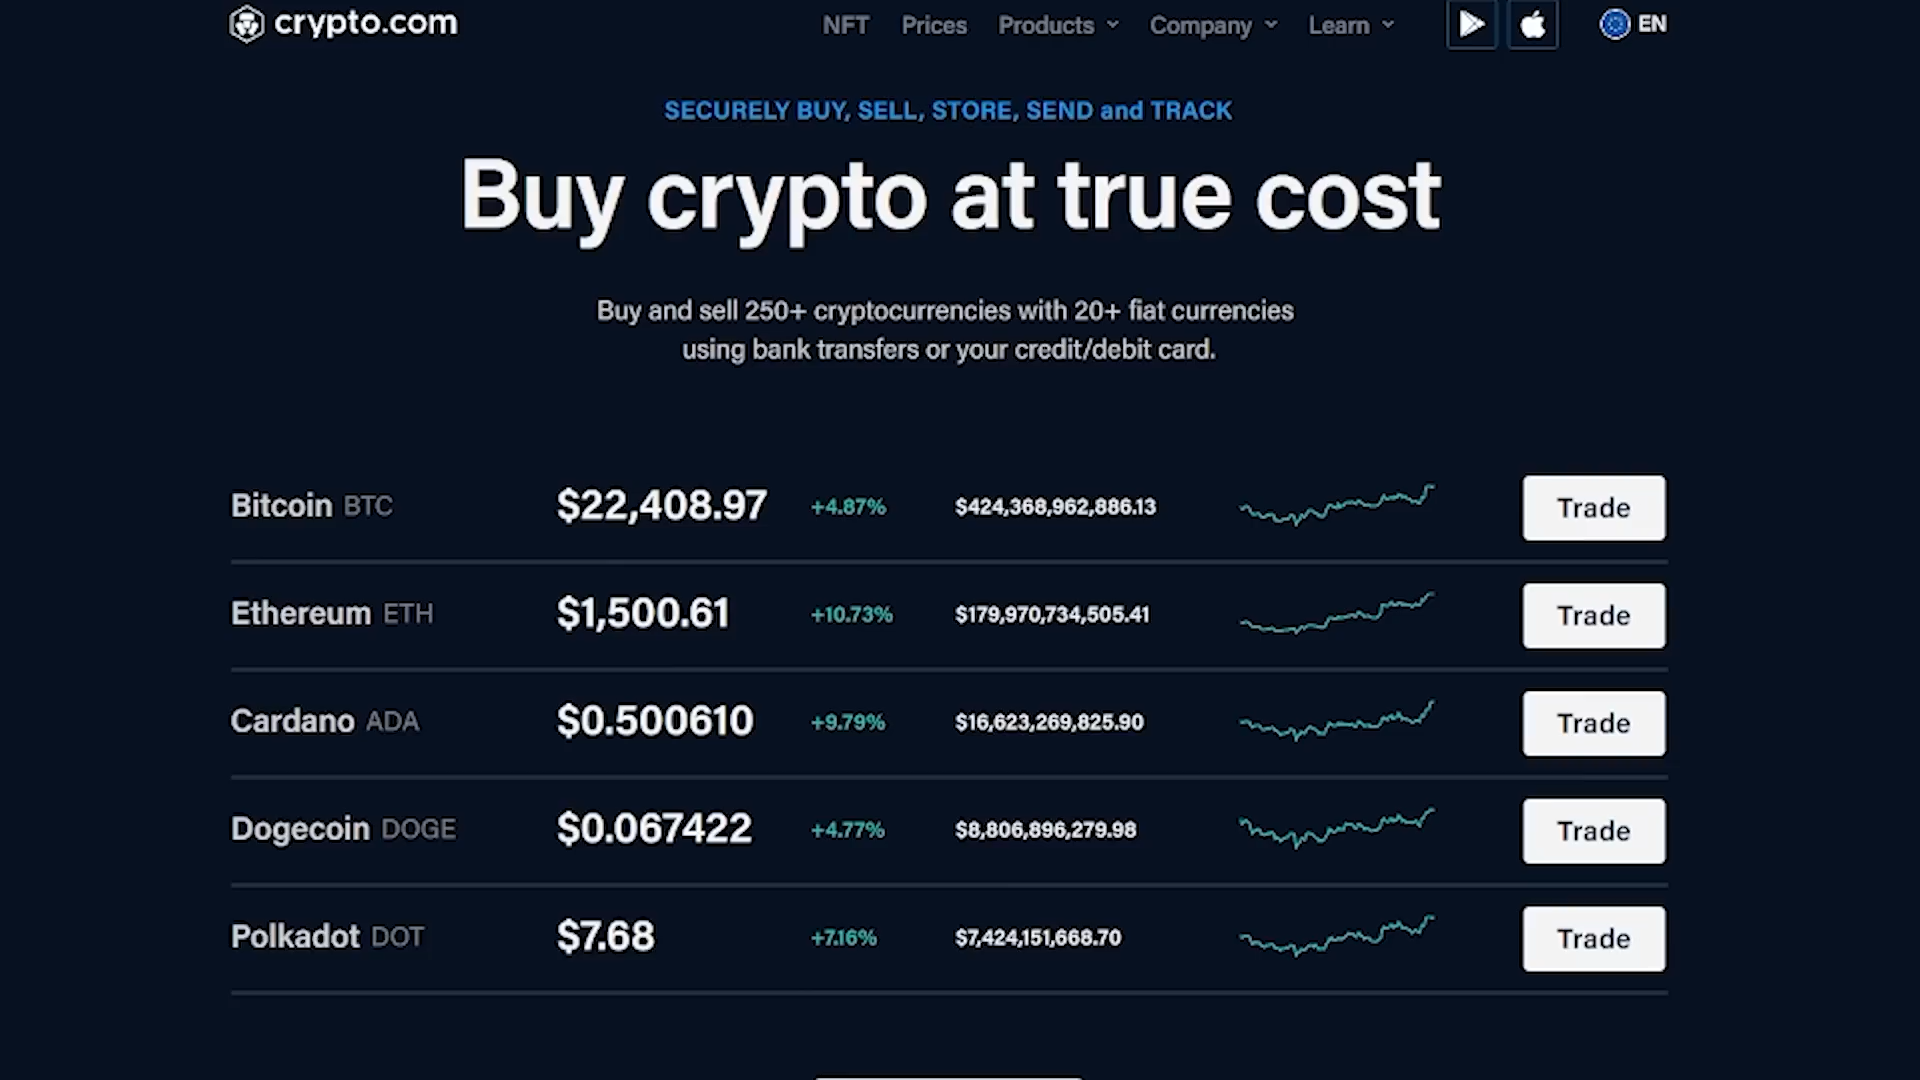 crypto.com NFT Prices Products Company Learn EN
SECURELY BUY, SELL, STORE, SEND and TRACK
Buy crypto at true cost
Buy and sell 250+ cryptocurrencies with 20+ fiat currencies
using bank transfers or your credit/debit card.
Bitcoin BTC $22,408.97 +4.87% $424,368,962,886.13 Trade
Ethereum ETH $1,500.61 +10.73% $179,970,734,505.41 Trade
Cardano ADA $0.500610 +9.79% $16,623,269,825.90 Trade
Dogecoin DOGE $0.067422 +4.77% $8,806,896,279.98 Trade
Polkadot DOT $7.68 +7.16% $7,424,151,668.70 Trade